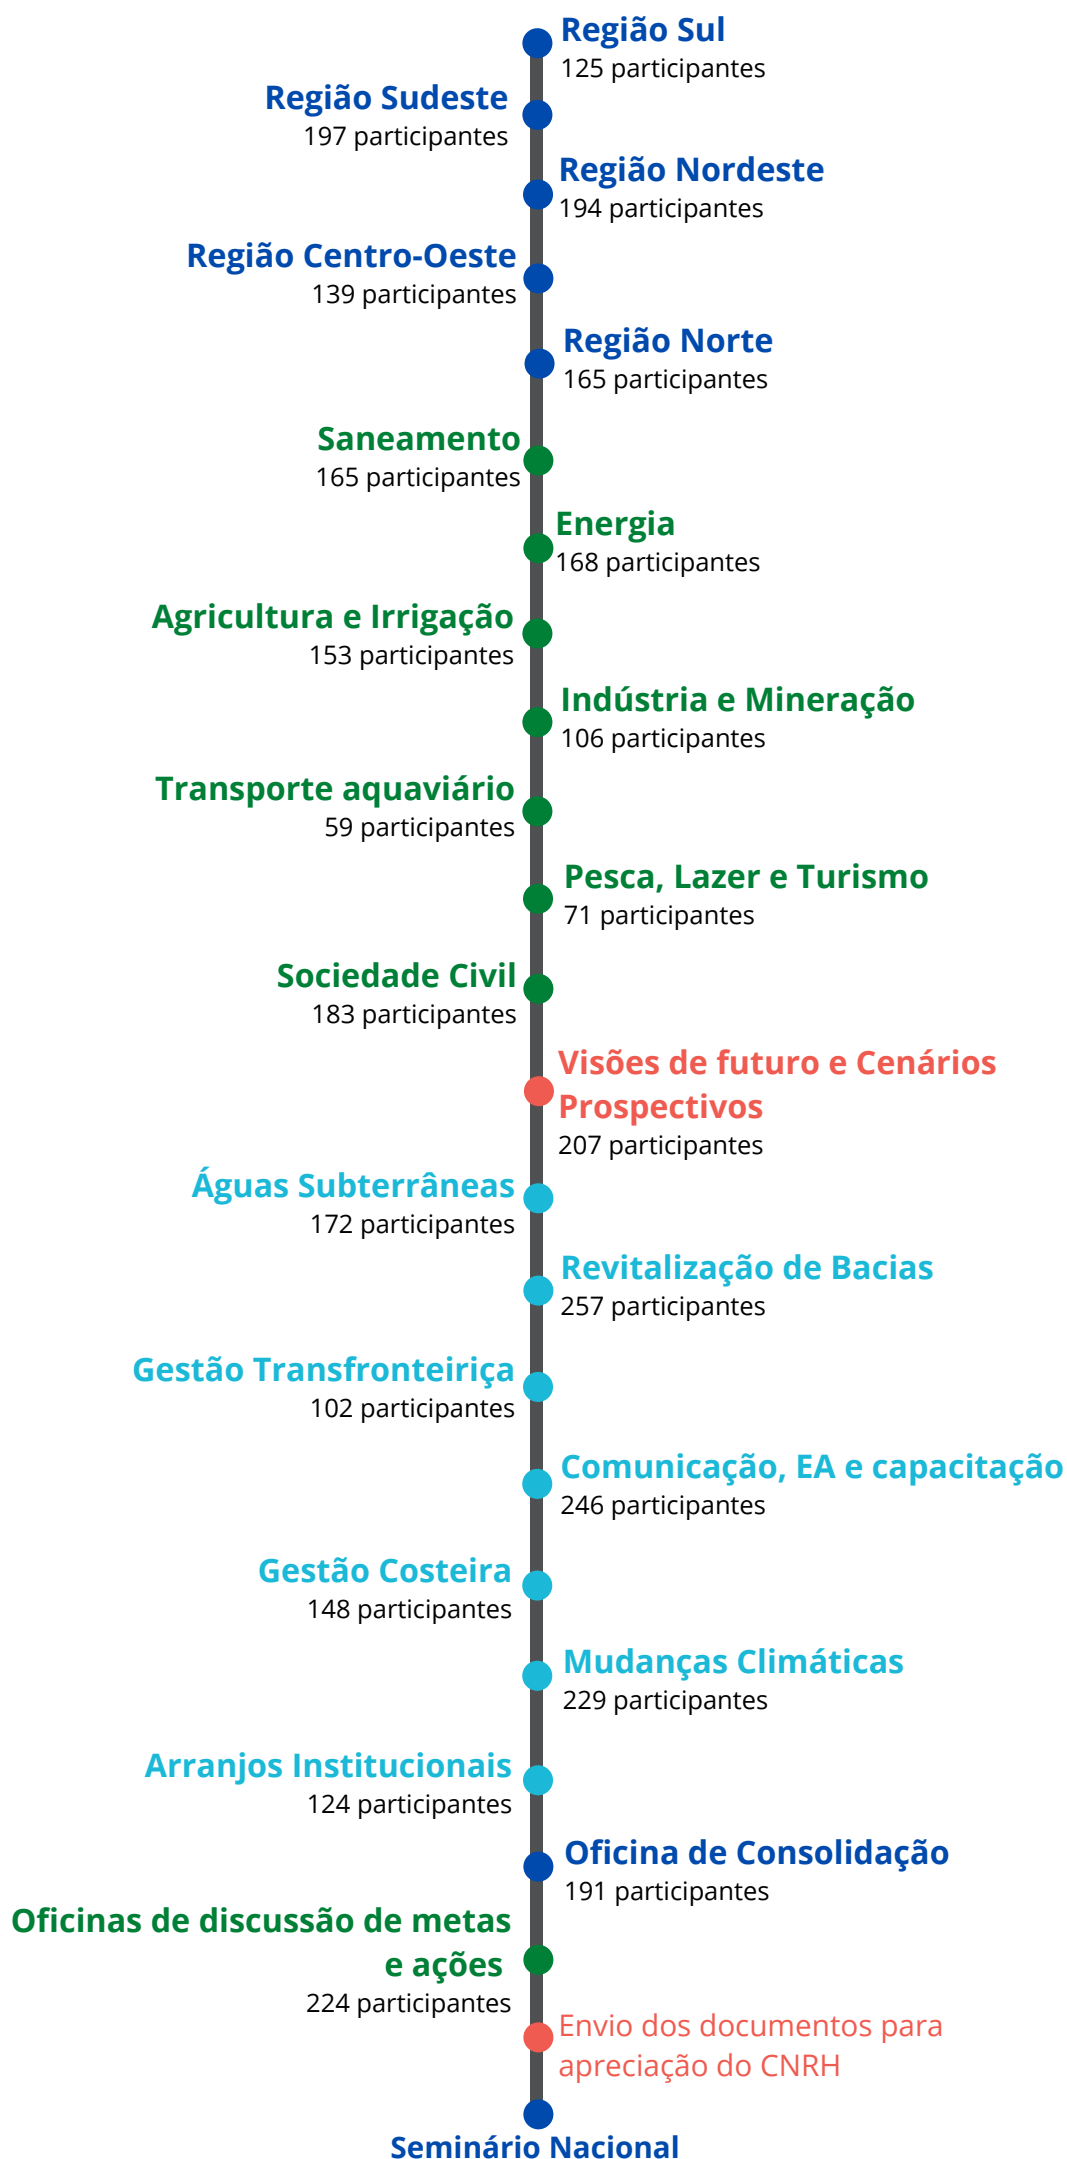 Região Sul
125 participantes
Região Sudeste
197 participantes
Região Nordeste
194 participantes
Região Centro-Oeste
139 participantes
Região Norte
165 participantes
Saneamento
165 participantes
Energia
168 participantes
Agricultura e Irrigação
153 participantes
Indústria e Mineração
106 participantes
Transporte aquaviário
59 participantes
Pesca, Lazer e Turismo
71 participantes
Sociedade Civil
183 participantes
Visões de futuro e Cenários
Prospectivos
207 participantes
Águas Subterrâneas
172 participantes
Revitalização de Bacias
257 participantes
Gestão Transfronteiriça
102 participantes
Comunicação, EA e capacitação
246 participantes
Gestão Costeira
148 participantes
Mudanças Climáticas
229 participantes
Arranjos Institucionais
124 participantes
Oficina de Consolidação
191 participantes
Oficinas de discussão de metas
e ações
224 participantes
Envio dos documentos para
apreciação do CNRH
Seminário Nacional